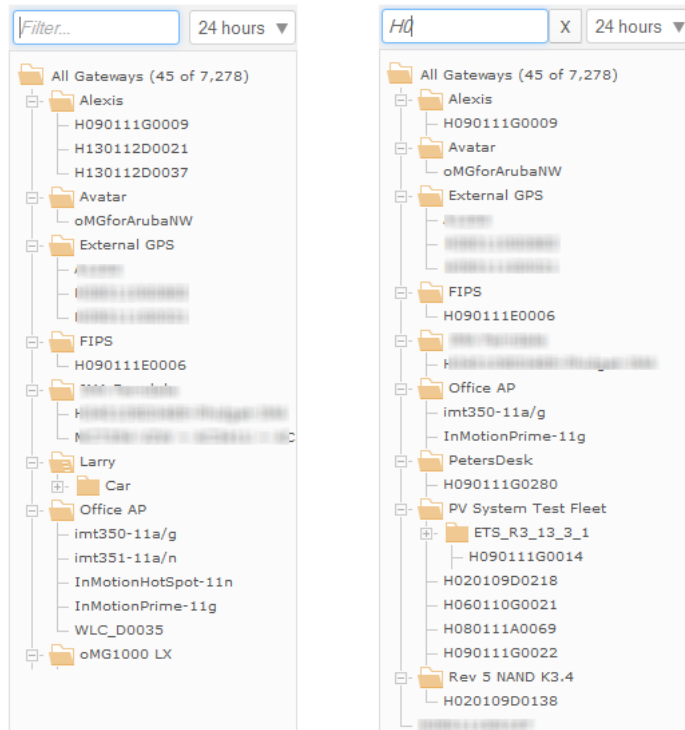 Filter...
24 hours
All Gateways (45 of 7,278)
Alexis
H090111G0009
H130112D0021
H130112D0037
Avatar
oMGforArubaNW
External GPS
FIPS
H090111E0006
Larry
Car
Office AP
imt350-11a/g
imt351-11a/n
InMotionHotSpot-11n
InMotionPrime-11g
WLC_D0035
oMG1000 LX
H0
X
24 hours
All Gateways (45 of 7,278)
Alexis
H090111G0009
Avatar
oMGforArubaNW
External GPS
FIPS
H090111E0006
Office AP
imt350-11a/g
InMotionPrime-11g
PetersDesk
H090111G0280
PV System Test Fleet
ETS_R3_13_3_1
H090111G0014
H020109D0218
H060110G0021
H080111A0069
H090111G0022
Rev 5 NAND K3.4
H020109D0138